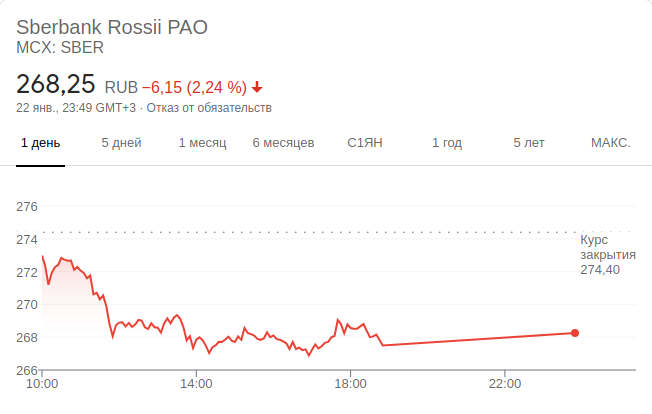 Sberbank Rossii PAO
MCX: SBER
268,25 RUB −6,15 (2,24 %)
22 янв., 23:49 GMT+3 · Отказ от обязательств
1 день 5 дней 1 месяц 6 месяцев С1ЯН 1 год 5 лет МАКС.
276
274
272
270
268
266
Курс
закрытия
274,40
10:00 14:00 18:00 22:00